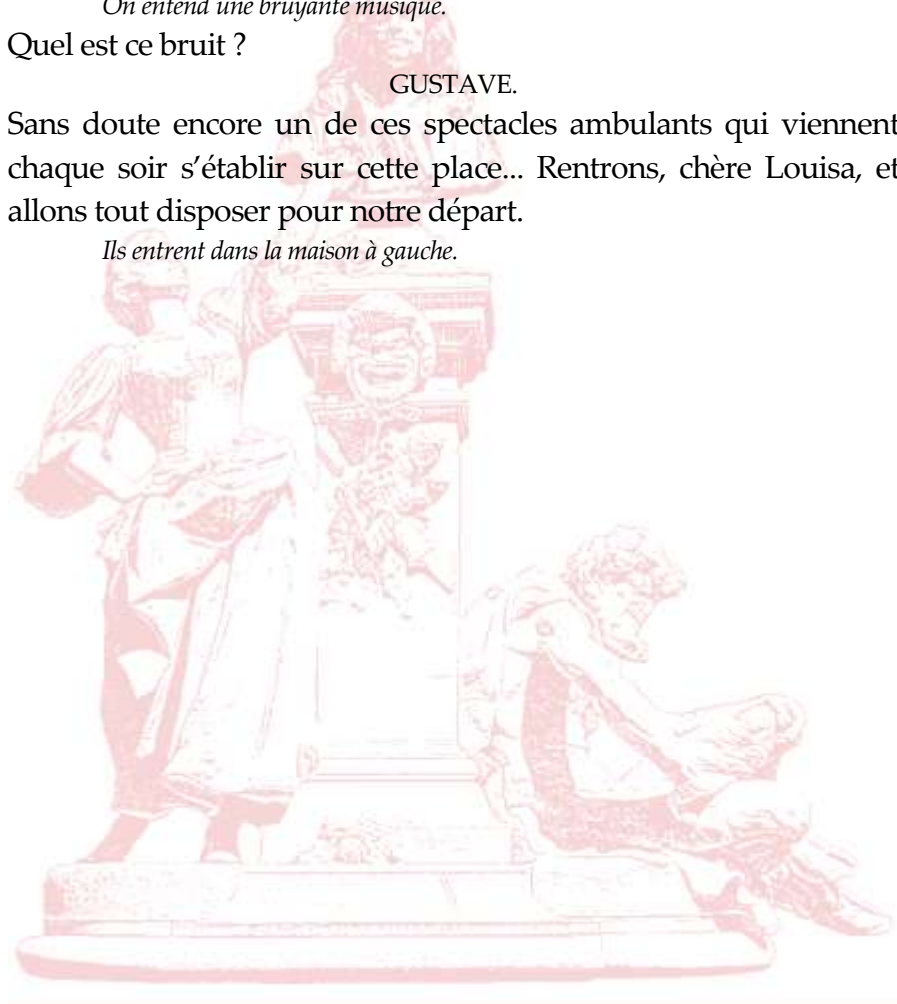 On entend une bruyante musique.
Quel est ce bruit ?
GUSTAVE.
Sans doute encore un de ces spectacles ambulants qui viennent
chaque soir s’établir sur cette place... Rentrons, chère Louisa, et
allons tout disposer pour notre départ.
Ils entrent dans la maison à gauche.